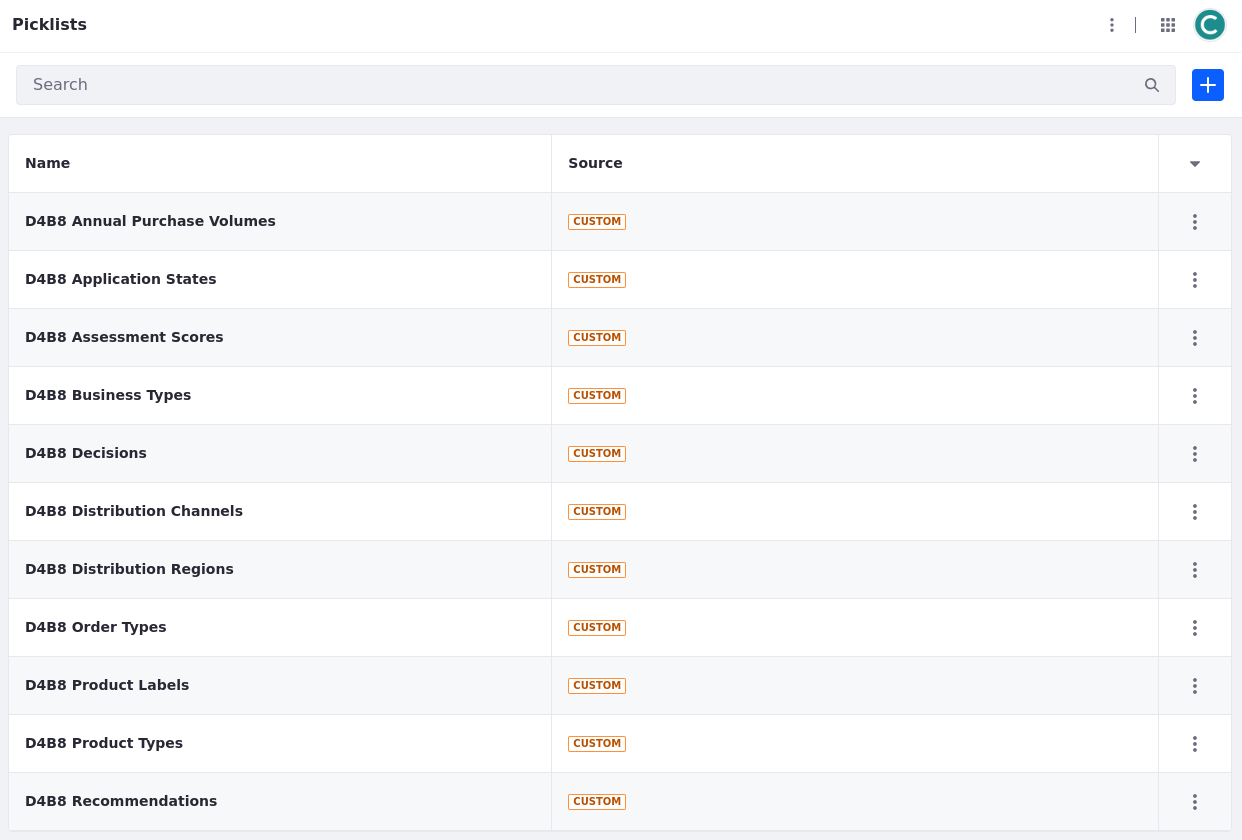 Picklists
Search
Name Source
D4B8 Annual Purchase Volumes CUSTOM
D4B8 Application States CUSTOM
D4B8 Assessment Scores CUSTOM
D4B8 Business Types CUSTOM
D4B8 Decisions CUSTOM
D4B8 Distribution Channels CUSTOM
D4B8 Distribution Regions CUSTOM
D4B8 Order Types CUSTOM
D4B8 Product Labels CUSTOM
D4B8 Product Types CUSTOM
D4B8 Recommendations CUSTOM